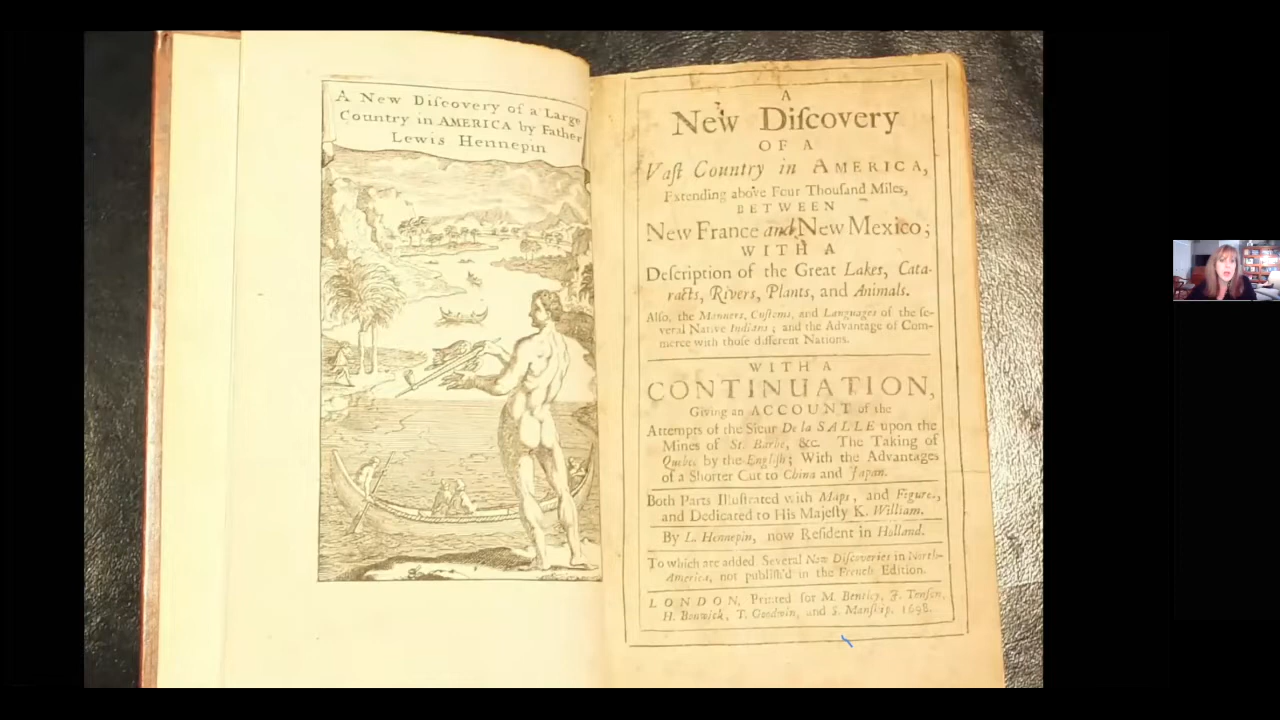 A New Diſcovery of a Large
Country in AMERICA by Father
Lewis Hennepin
A
New Diſcovery
OF A
Vaſt Country in AMERICA,
Extending above Four Thouſand Miles,
BETWEEN
New France and New Mexico;
WITH A
Deſcription of the Great Lakes, Cata-
racts, Rivers, Plants, and Animals.
Alſo, the Manners, Cuſtoms, and Languages of the ſe-
veral Native Indians; and the Advantage of Com-
merce with thoſe different Nations.
WITH A
CONTINUATION,
Giving an ACCOUNT of the
Attempts of the Sieur De la SALLE upon the
Mines of St. Barbe, &c. The Taking of
Quebec by the Engliſh; With the Advantages
of a Shorter Cut to China and Japan.
Both Parts Illuſtrated with Maps, and Figures,
and Dedicated to His Majeſty K. William.
By L. Hennepin, now Resident in Holland.
To which are added Several New Diſcoveries in North-
America, not publiſh'd in the French Edition.
LONDON, Printed for M. Bentley, J. Tonſon,
H. Bonwick, T. Goodwin, and S. Manſhip. 1698.